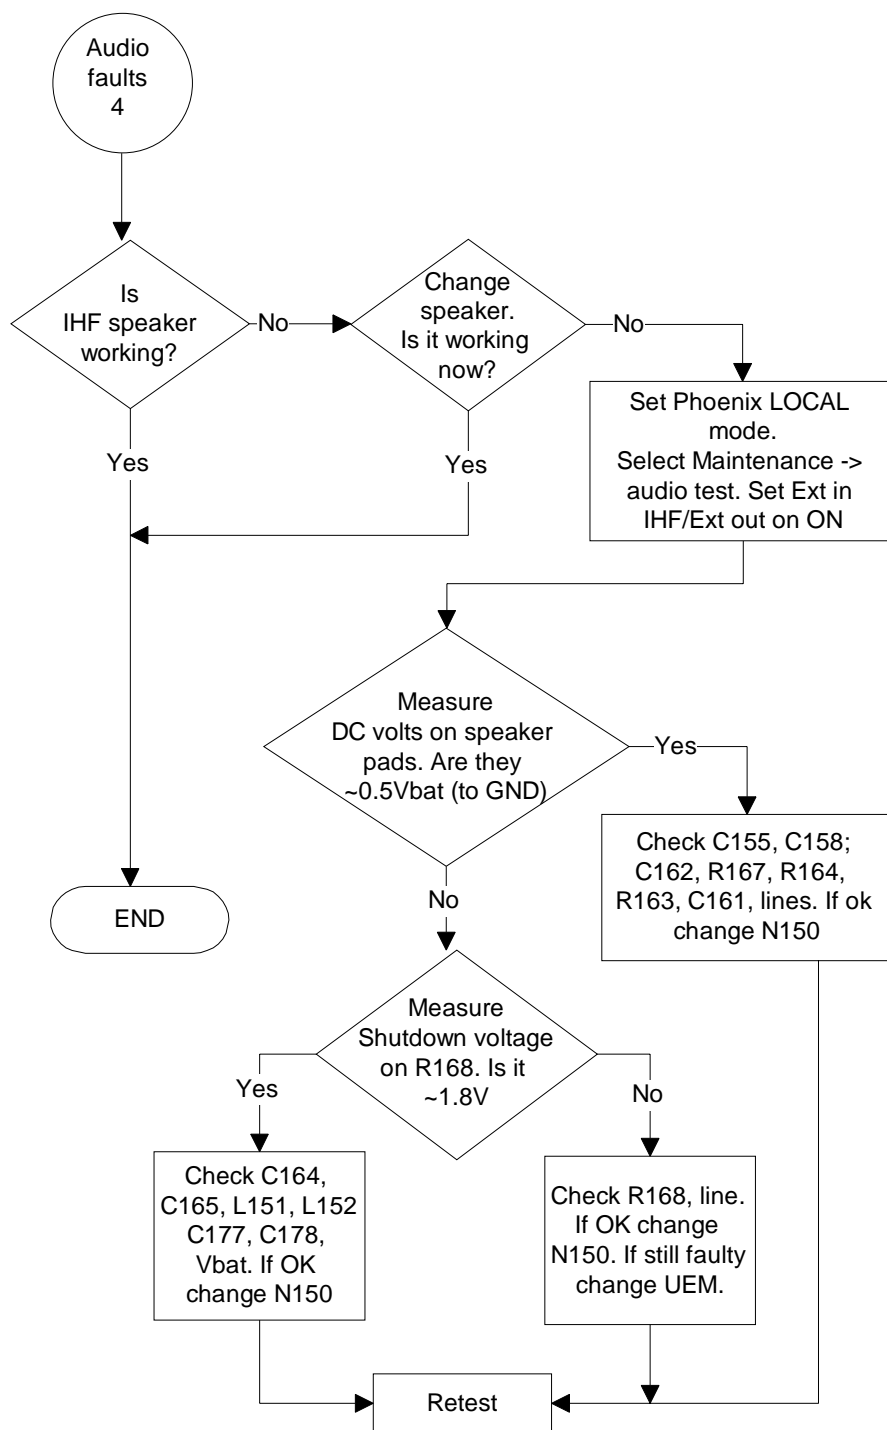 Audio
faults
4
Is
IHF speaker
working?
No
Change
speaker.
Is it working
now?
No
Set Phoenix LOCAL
mode.
Select Maintenance ->
audio test. Set Ext in
IHF/Ext out on ON
Yes
Yes
Measure
DC volts on speaker
pads. Are they
~0.5Vbat (to GND)
Yes
Check C155, C158;
C162, R167, R164,
R163, C161, lines. If ok
change N150
No
END
Measure
Shutdown voltage
on R168. Is it
~1.8V
Yes
No
Check C164,
C165, L151, L152
C177, C178,
Vbat. If OK
change N150
Check R168, line.
If OK change
N150. If still faulty
change UEM.
Retest